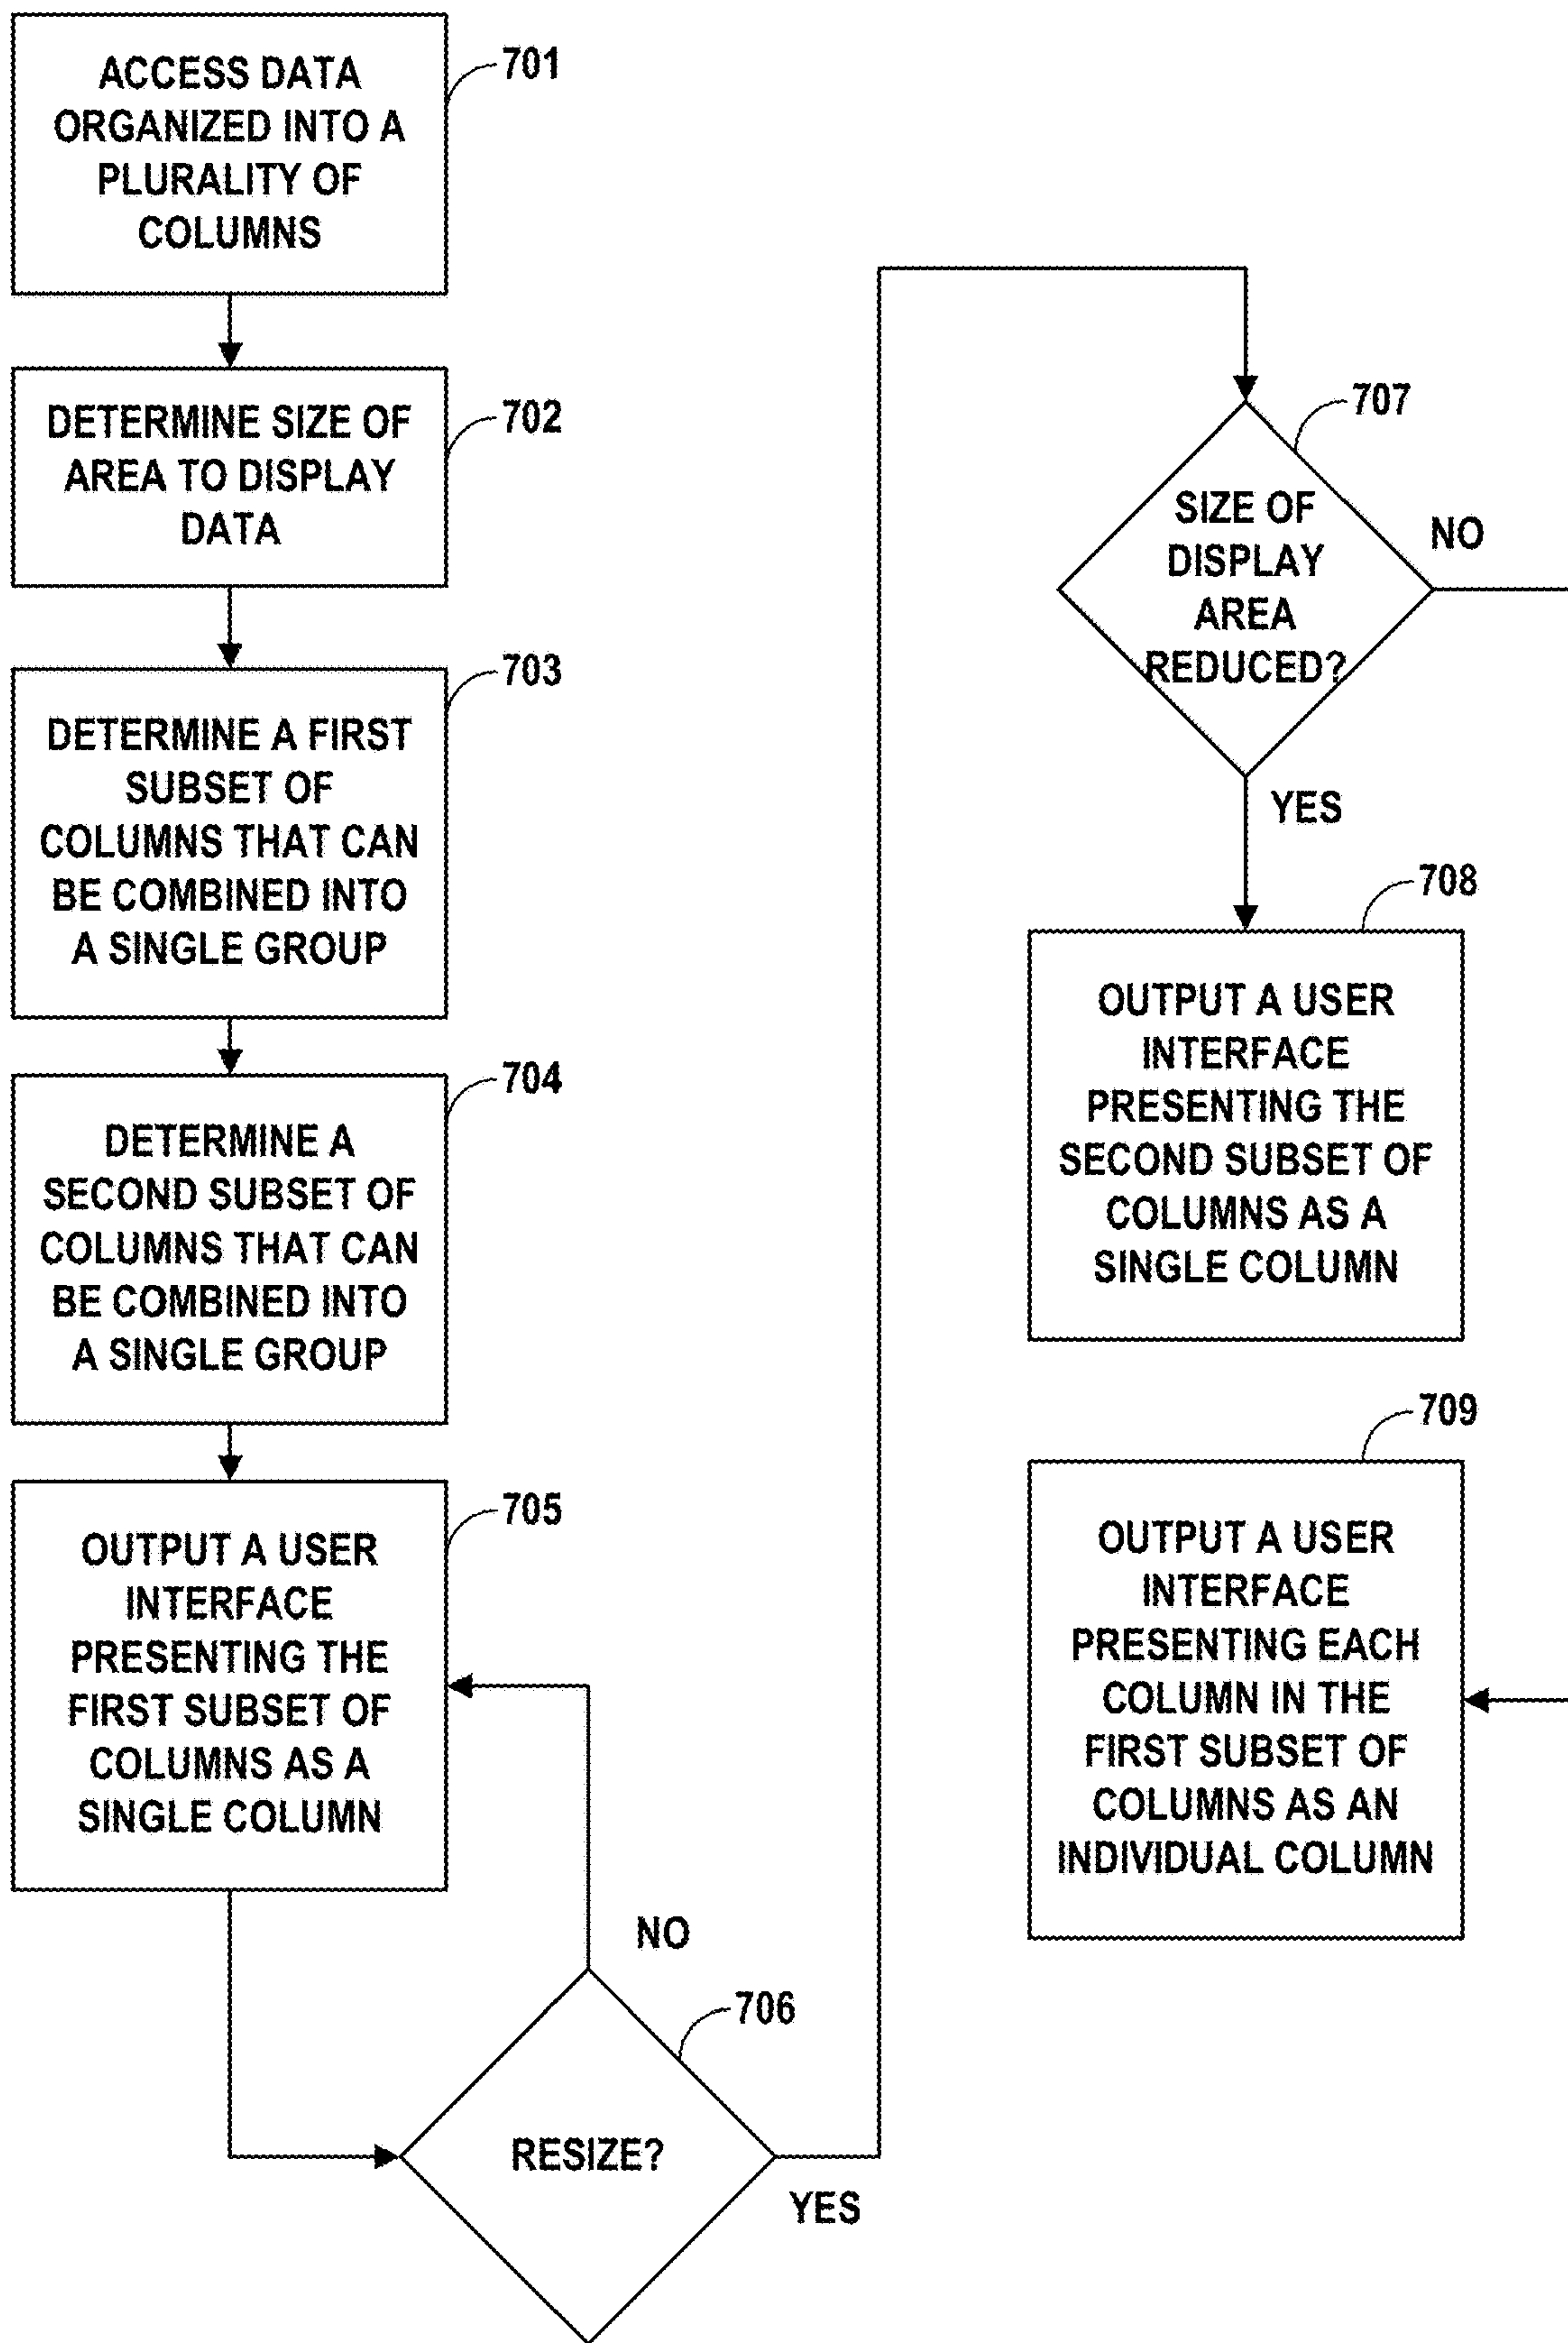 ACCESS DATA
ORGANIZED INTO A
PLURALITY OF
COLUMNS
701
DETERMINE SIZE OF
AREA TO DISPLAY
DATA
702
DETERMINE A FIRST
SUBSET OF
COLUMNS THAT CAN
BE COMBINED INTO
A SINGLE GROUP
703
DETERMINE A
SECOND SUBSET OF
COLUMNS THAT CAN
BE COMBINED INTO
A SINGLE GROUP
704
OUTPUT A USER
INTERFACE
PRESENTING THE
FIRST SUBSET OF
COLUMNS AS A
SINGLE COLUMN
705
NO
706
RESIZE?
YES
707
SIZE OF
DISPLAY
AREA
REDUCED?
NO
YES
708
OUTPUT A USER
INTERFACE
PRESENTING THE
SECOND SUBSET OF
COLUMNS AS A
SINGLE COLUMN
709
OUTPUT A USER
INTERFACE
PRESENTING EACH
COLUMN IN THE
FIRST SUBSET OF
COLUMNS AS AN
INDIVIDUAL COLUMN